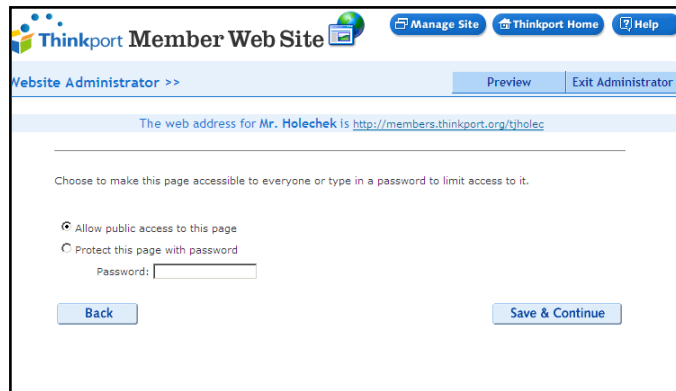 Thinkport Member Web Site
Manage Site Thinkport Home Help
Website Administrator >>
Preview Exit Administrator
The web address for Mr. Holechek is http://members.thinkport.org/tjholec
Choose to make this page accessible to everyone or type in a password to limit access to it.
Allow public access to this page
Protect this page with password
Password:
Back Save & Continue